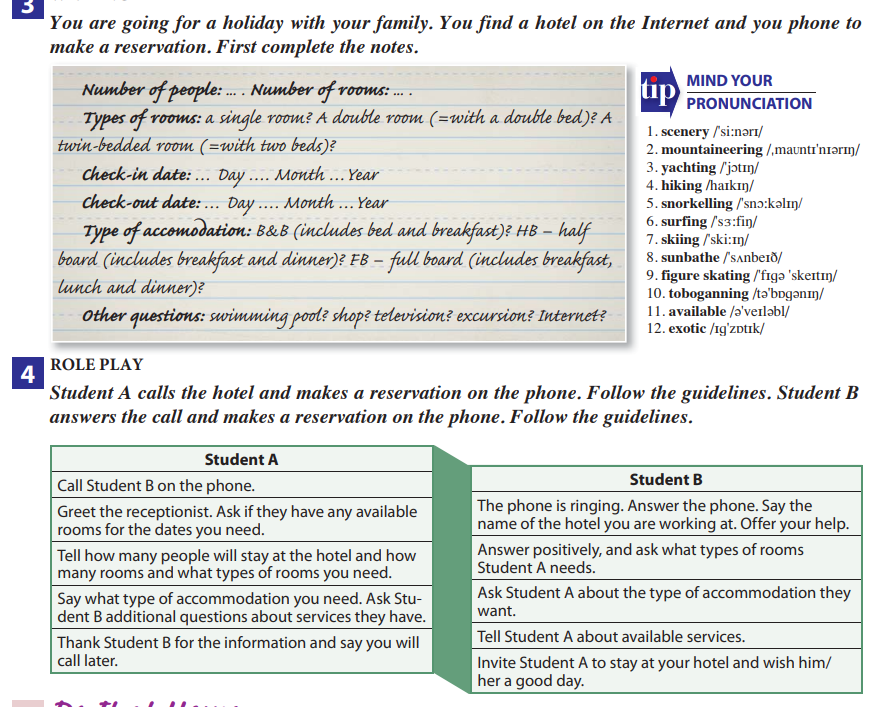 3
You are going for a holiday with your family. You find a hotel on the Internet and you phone to
make a reservation. First complete the notes.
Number of people: ... . Number of rooms: ... .
Types of rooms: a single room? A double room (=with a double bed)? A
twin-bedded room (=with two beds)?
Check-in date: ... Day .... Month ... Year
Check-out date: ... Day .... Month ... Year
Type of accomodation: B&B (includes bed and breakfast)? HB – half
board (includes breakfast and dinner)? FB – full board (includes breakfast,
lunch and dinner)?
Other questions: swimming pool? shop? television? excursion? Internet?
tip
MIND YOUR
PRONUNCIATION
1. scenery /'si:nərɪ/
2. mountaineering /ˌmaʊntɪ'nɪərɪŋ/
3. yachting /'jɒtɪŋ/
4. hiking /haɪkɪŋ/
5. snorkelling /'snɔ:kəlɪŋ/
6. surfing /'sɜ:fiŋ/
7. skiing /'ski:ɪŋ/
8. sunbathe /'sʌnbeɪð/
9. figure skating /'fɪgə 'skeɪtɪŋ/
10. toboganning /tə'bɒgənɪŋ/
11. available /ə'veɪləbl/
12. exotic /ɪg'zɒtɪk/
4
ROLE PLAY
Student A calls the hotel and makes a reservation on the phone. Follow the guidelines. Student B
answers the call and makes a reservation on the phone. Follow the guidelines.
Student A
Call Student B on the phone.
Greet the receptionist. Ask if they have any available
rooms for the dates you need.
Tell how many people will stay at the hotel and how
many rooms and what types of rooms you need.
Say what type of accommodation you need. Ask Stu-
dent B additional questions about services they have.
Thank Student B for the information and say you will
call later.
Student B
The phone is ringing. Answer the phone. Say the
name of the hotel you are working at. Offer your help.
Answer positively, and ask what types of rooms
Student A needs.
Ask Student A about the type of accommodation they
want.
Tell Student A about available services.
Invite Student A to stay at your hotel and wish him/
her a good day.